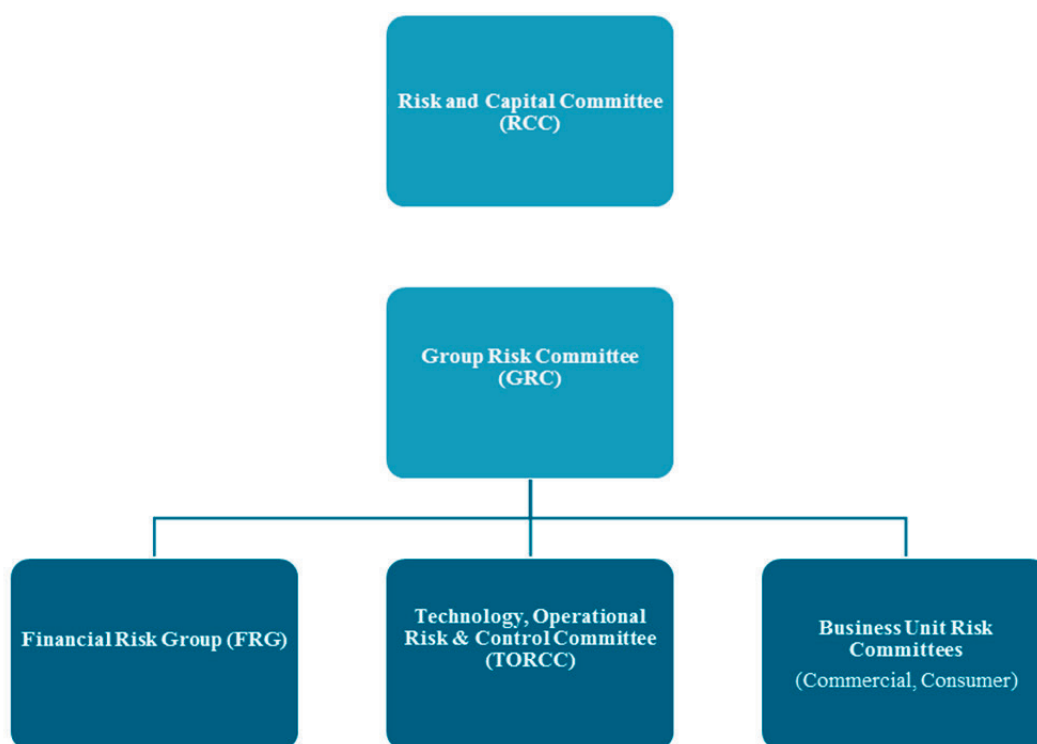 Risk and Capital Committee
(RCC)
Group Risk Committee
(GRC)
Financial Risk Group (FRG)
Technology, Operational
Risk & Control Committee
(TORCC)
Business Unit Risk
Committees
(Commercial, Consumer)